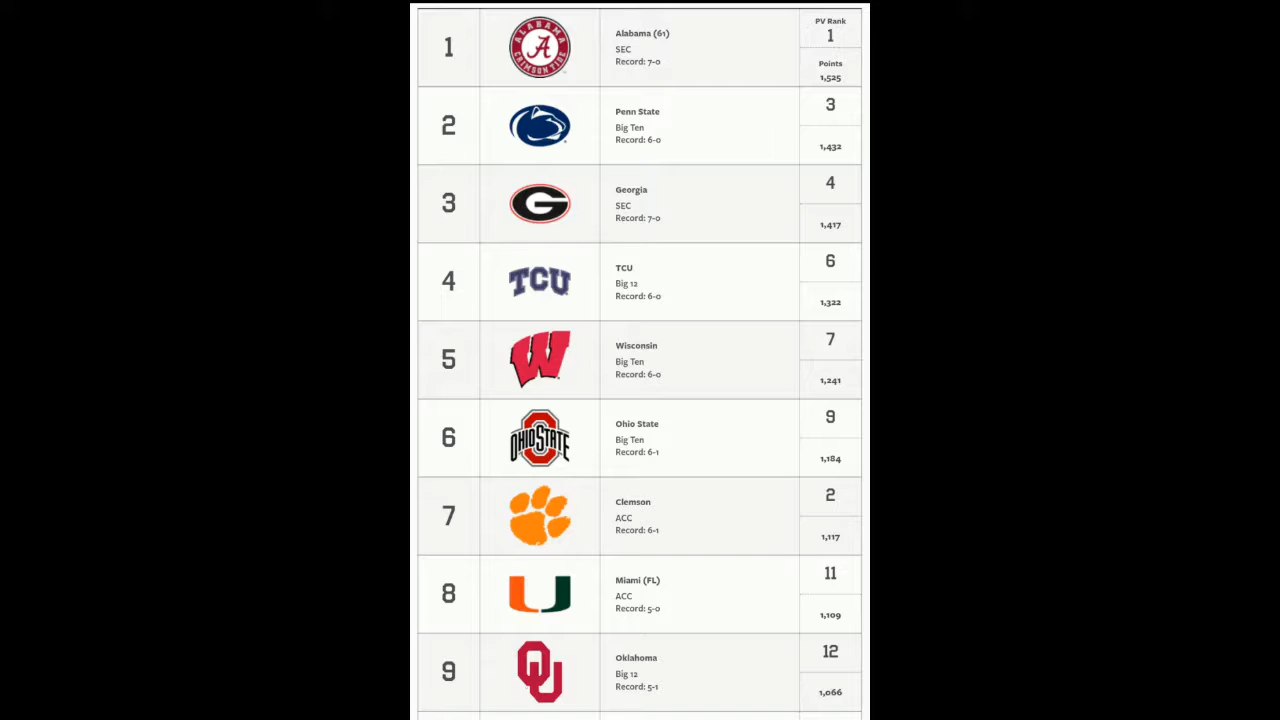 1
ALABAMA
A
CRIMSON TIDE
Alabama (61)
SEC
Record: 7-0
PV Rank
1
Points
1,525
2
Penn State
Big Ten
Record: 6-0
3
1,432
3
G
Georgia
SEC
Record: 7-0
4
1,417
4
TCU
TCU
Big 12
Record: 6-0
6
1,322
5
W
Wisconsin
Big Ten
Record: 6-0
7
1,241
6
OHIO STATE
Ohio State
Big Ten
Record: 6-1
9
1,184
7
Clemson
ACC
Record: 6-1
2
1,117
8
U
Miami (FL)
ACC
Record: 5-0
11
1,109
9
OU
Oklahoma
Big 12
Record: 5-1
12
1,066